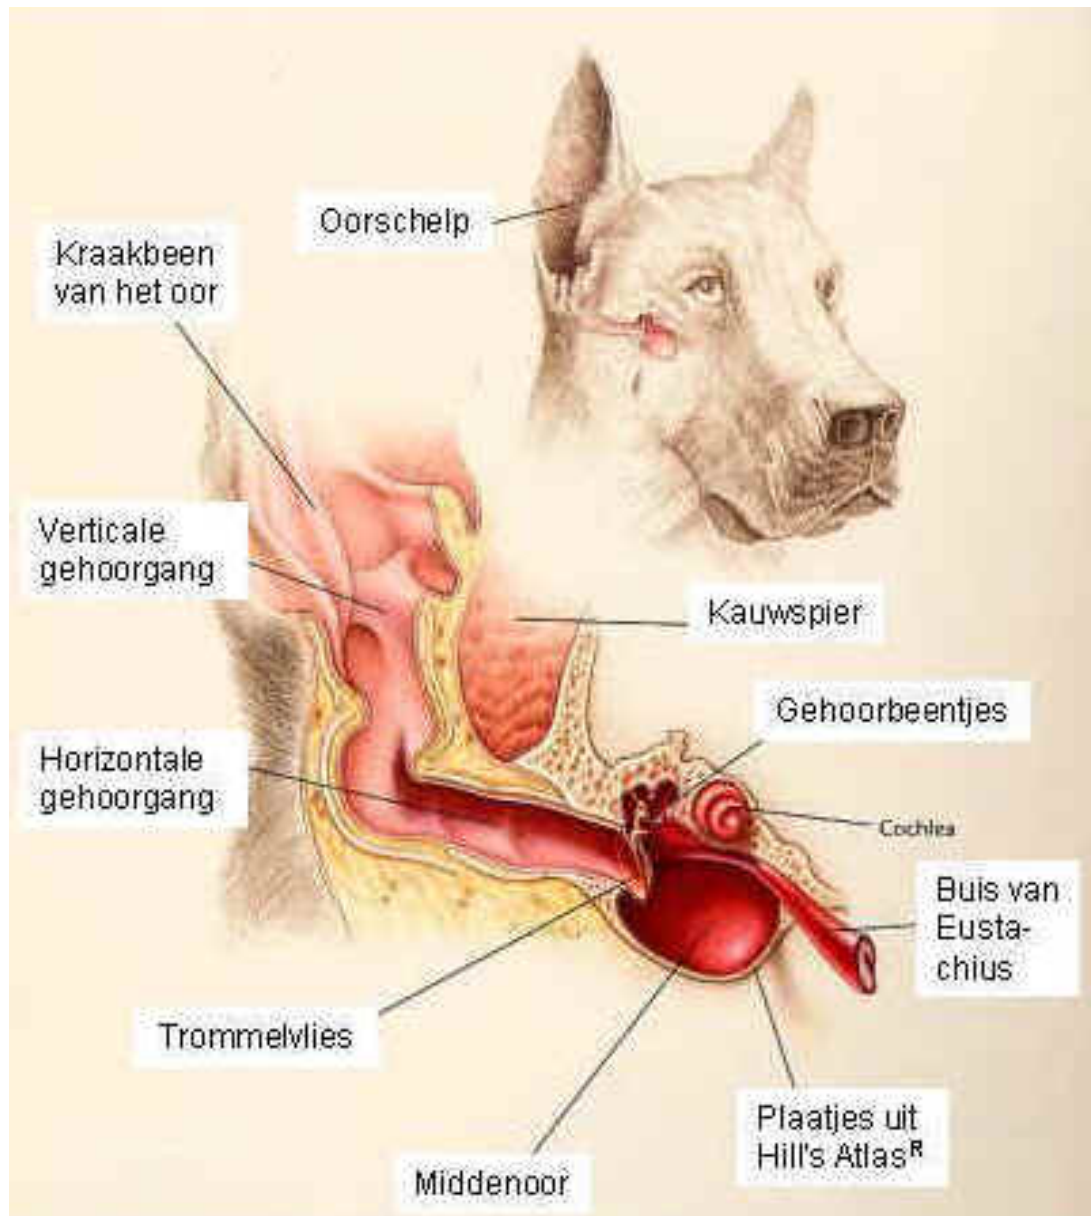 Oorschelp
Kraakbeen
van het oor
Verticale
gehoorgang
Kauwspier
Gehoorbeentjes
Horizontale
gehoorgang
Cochlea
Buis van
Eusta-
chius
Trommelvlies
Plaatjes uit
Hill's Atlas R
Middenoor